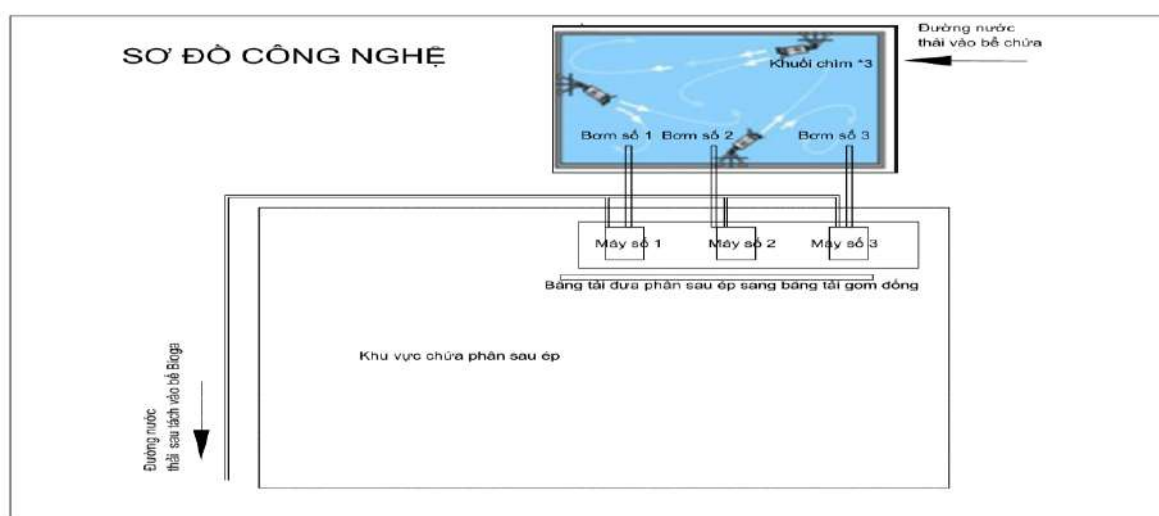 SƠ ĐỒ CÔNG NGHỆ
Đường nước
thải vào bể chứa
Khuối chìm *3
Bơm số 1 Bơm số 2 Bơm số 3
Máy số 1 Máy số 2 Máy số 3
Băng tải đưa phân sau ép sang băng tải gom đống
Khu vực chứa phân sau ép
Đường nước
thải sau tách vào bể Bioga